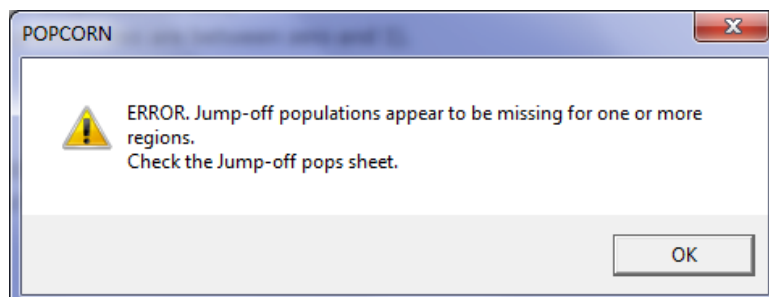 POPCORN
ERROR. Jump-off populations appear to be missing for one or more
regions.
Check the Jump-off pops sheet.
OK